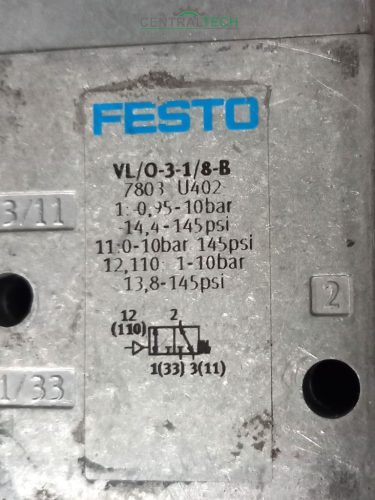 CENTRALTECH
FESTO
VL/O-3-1/8-B
7803 U402
1:-0,95-10bar
-14,4-145psi
11:0-10bar 145psi
12,110: 1-10bar
13,8-145psi
3/11
2
12 2
(110)
1(33) 3(11)
1/33